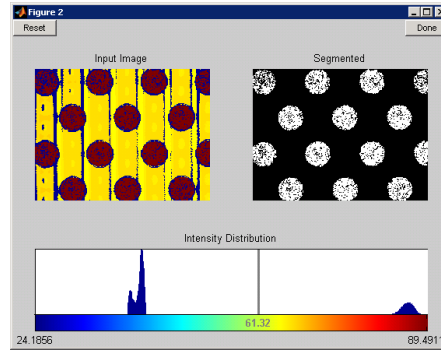 Figure 2
Reset
Done
Input Image
Segmented
Intensity Distribution
61.32
24.1856
89.4911